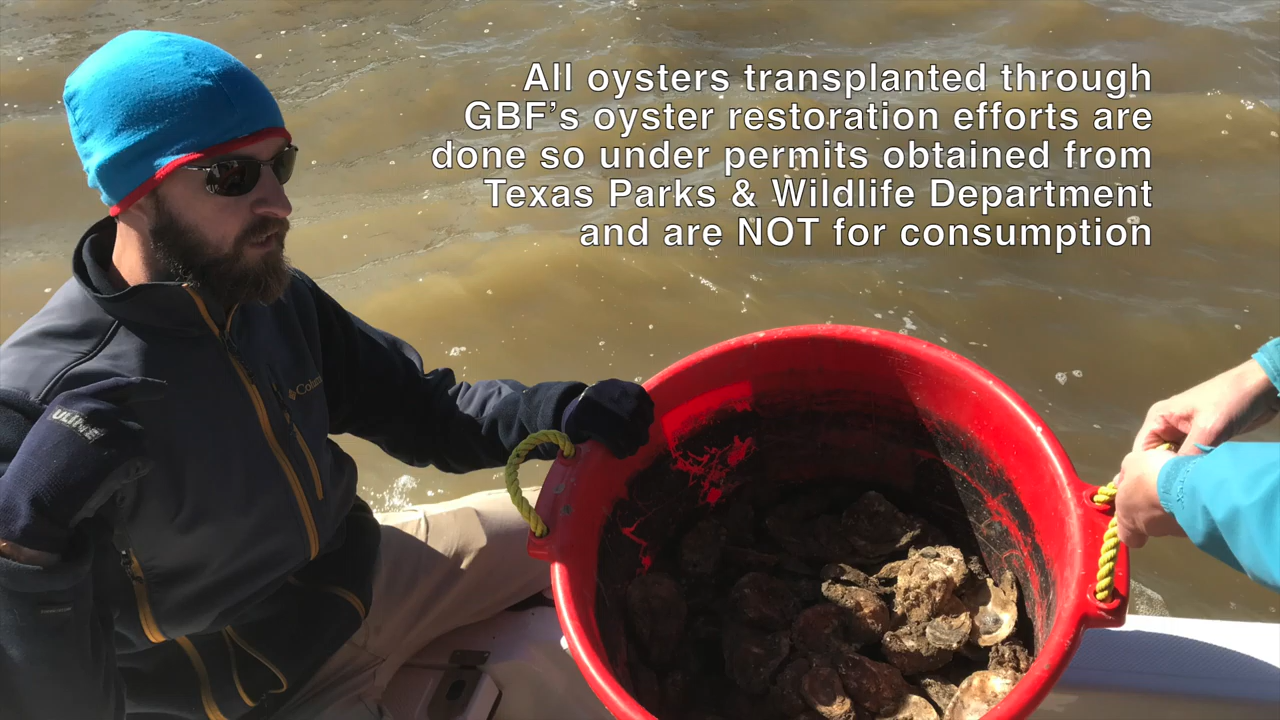 All oysters transplanted through
GBF's oyster restoration efforts are
done so under permits obtained from
Texas Parks & Wildlife Department
and are NOT for consumption
ULINE